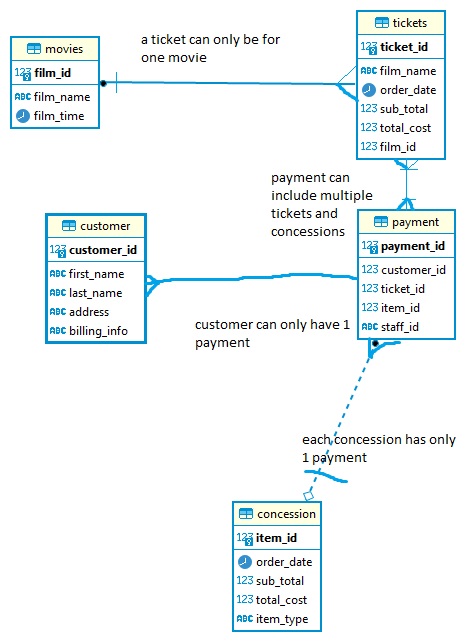 tickets
a ticket can only be for
one movie
movies
123 ticket_id
123 film_id
ABC film_name
order_date
ABC film_name
123 sub_total
film_time
123 total_cost
123 film_id
payment can
include multiple
tickets and
concessions
payment
customer
123 payment_id
123 customer_id
123 customer_id
ABC first_name
123 ticket_id
ABC last_name
123 item_id
ABC address
ABC staff_id
ABC billing_info
customer can only have 1
payment
each concession has only
1 payment
concession
123 item_id
order_date
123 sub_total
123 total_cost
ABC item_type